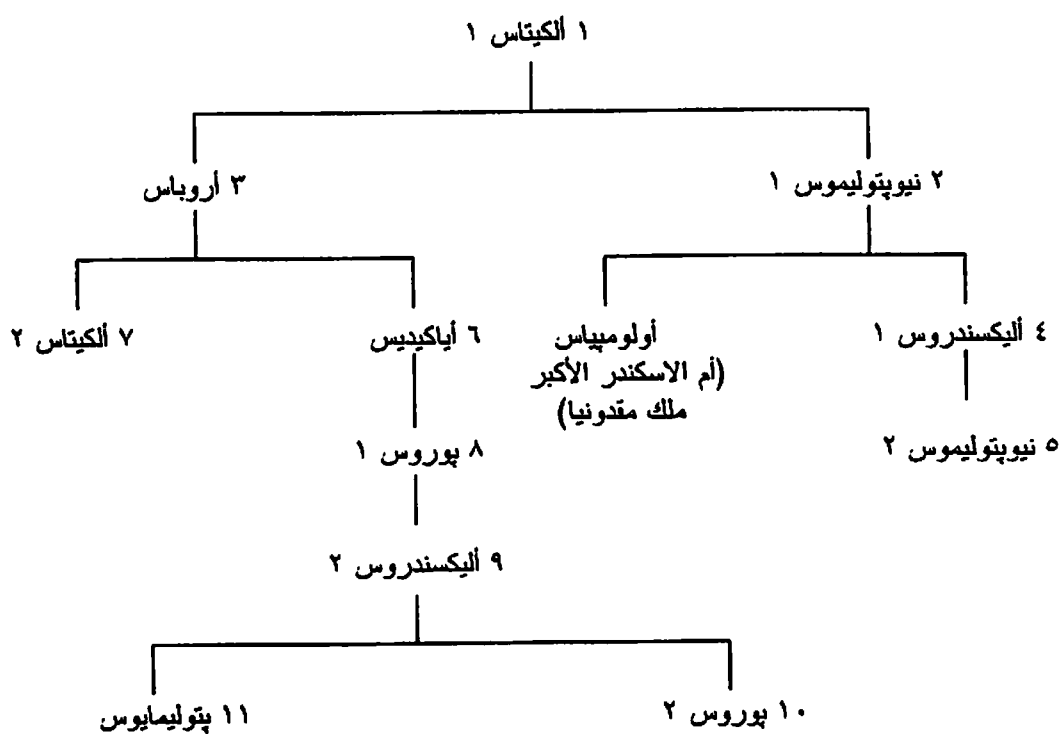 ١ ألكيتاس ١
٢ نيوپتوليموس ١
٣ أروباس
٤ أليكسندروس ١
أولومپياس
(أم الاسكندر الأكبر
ملك مقدونيا)
٦ أياكيديس
٧ ألكيتاس ٢
٥ نيوپتوليموس ٢
٨ پوروس ١
٩ أليكسندروس ٢
١٠ پوروس ٢
١١ پتوليمايوس